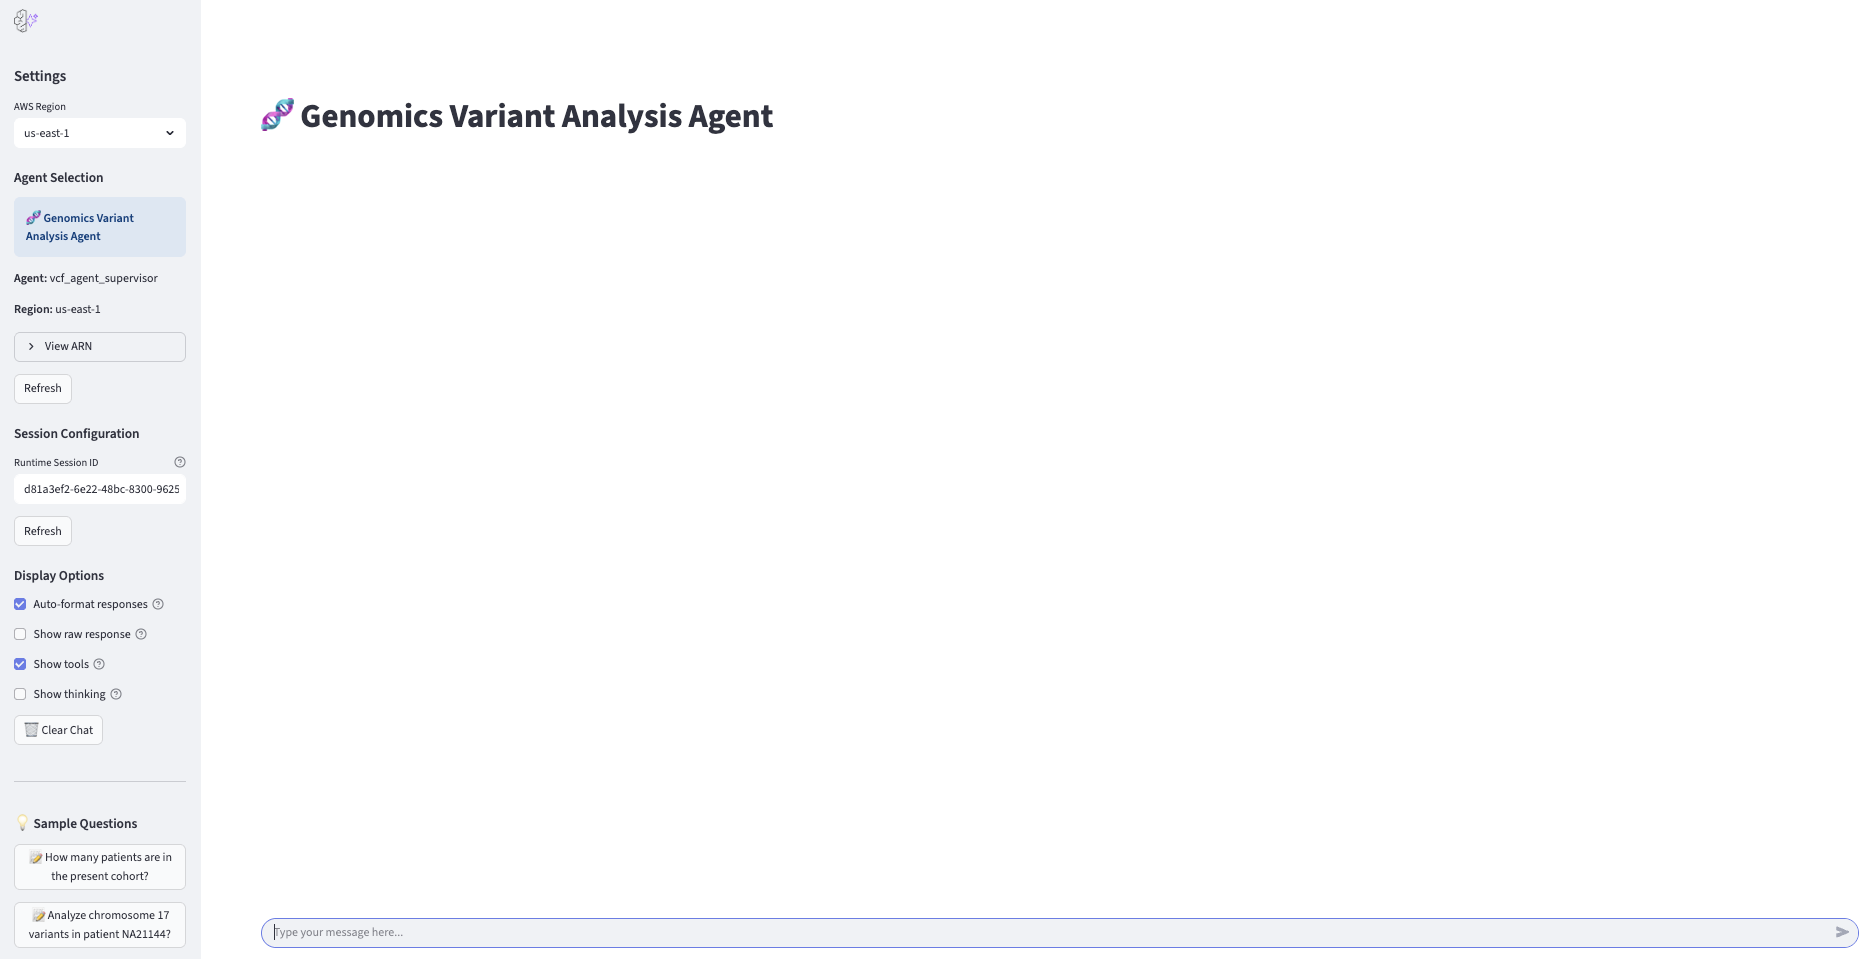 Settings
AWS Region
us-east-1
Agent Selection
Genomics Variant
Analysis Agent
Agent: vcf_agent_supervisor
Region: us-east-1
View ARN
Refresh
Session Configuration
Runtime Session ID
d81a3ef2-6e22-48bc-8300-9625
Refresh
Display Options
Auto-format responses
Show raw response
Show tools
Show thinking
Clear Chat
Sample Questions
How many patients are in
the present cohort?
Analyze chromosome 17
variants in patient NA21144?
Genomics Variant Analysis Agent
Type your message here...